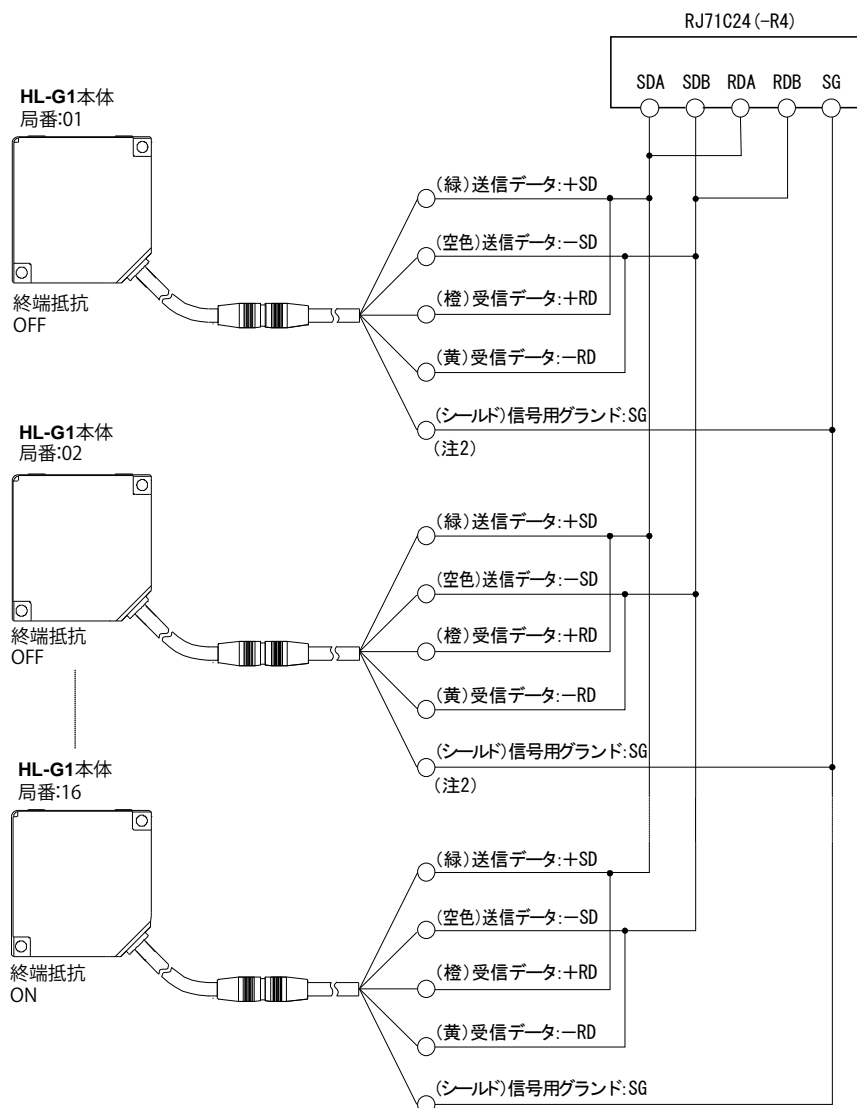 RJ71C24(-R4)
SDA SDB RDA RDB SG
HL-G1本体
局番:01
終端抵抗
OFF
(緑)送信データ:+SD
(空色)送信データ:-SD
(橙)受信データ:+RD
(黄)受信データ:-RD
(シールド)信号用グランド:SG
(注2)
HL-G1本体
局番:02
終端抵抗
OFF
(緑)送信データ:+SD
(空色)送信データ:-SD
(橙)受信データ:+RD
(黄)受信データ:-RD
(シールド)信号用グランド:SG
(注2)
HL-G1本体
局番:16
終端抵抗
ON
(緑)送信データ:+SD
(空色)送信データ:-SD
(橙)受信データ:+RD
(黄)受信データ:-RD
(シールド)信号用グランド:SG